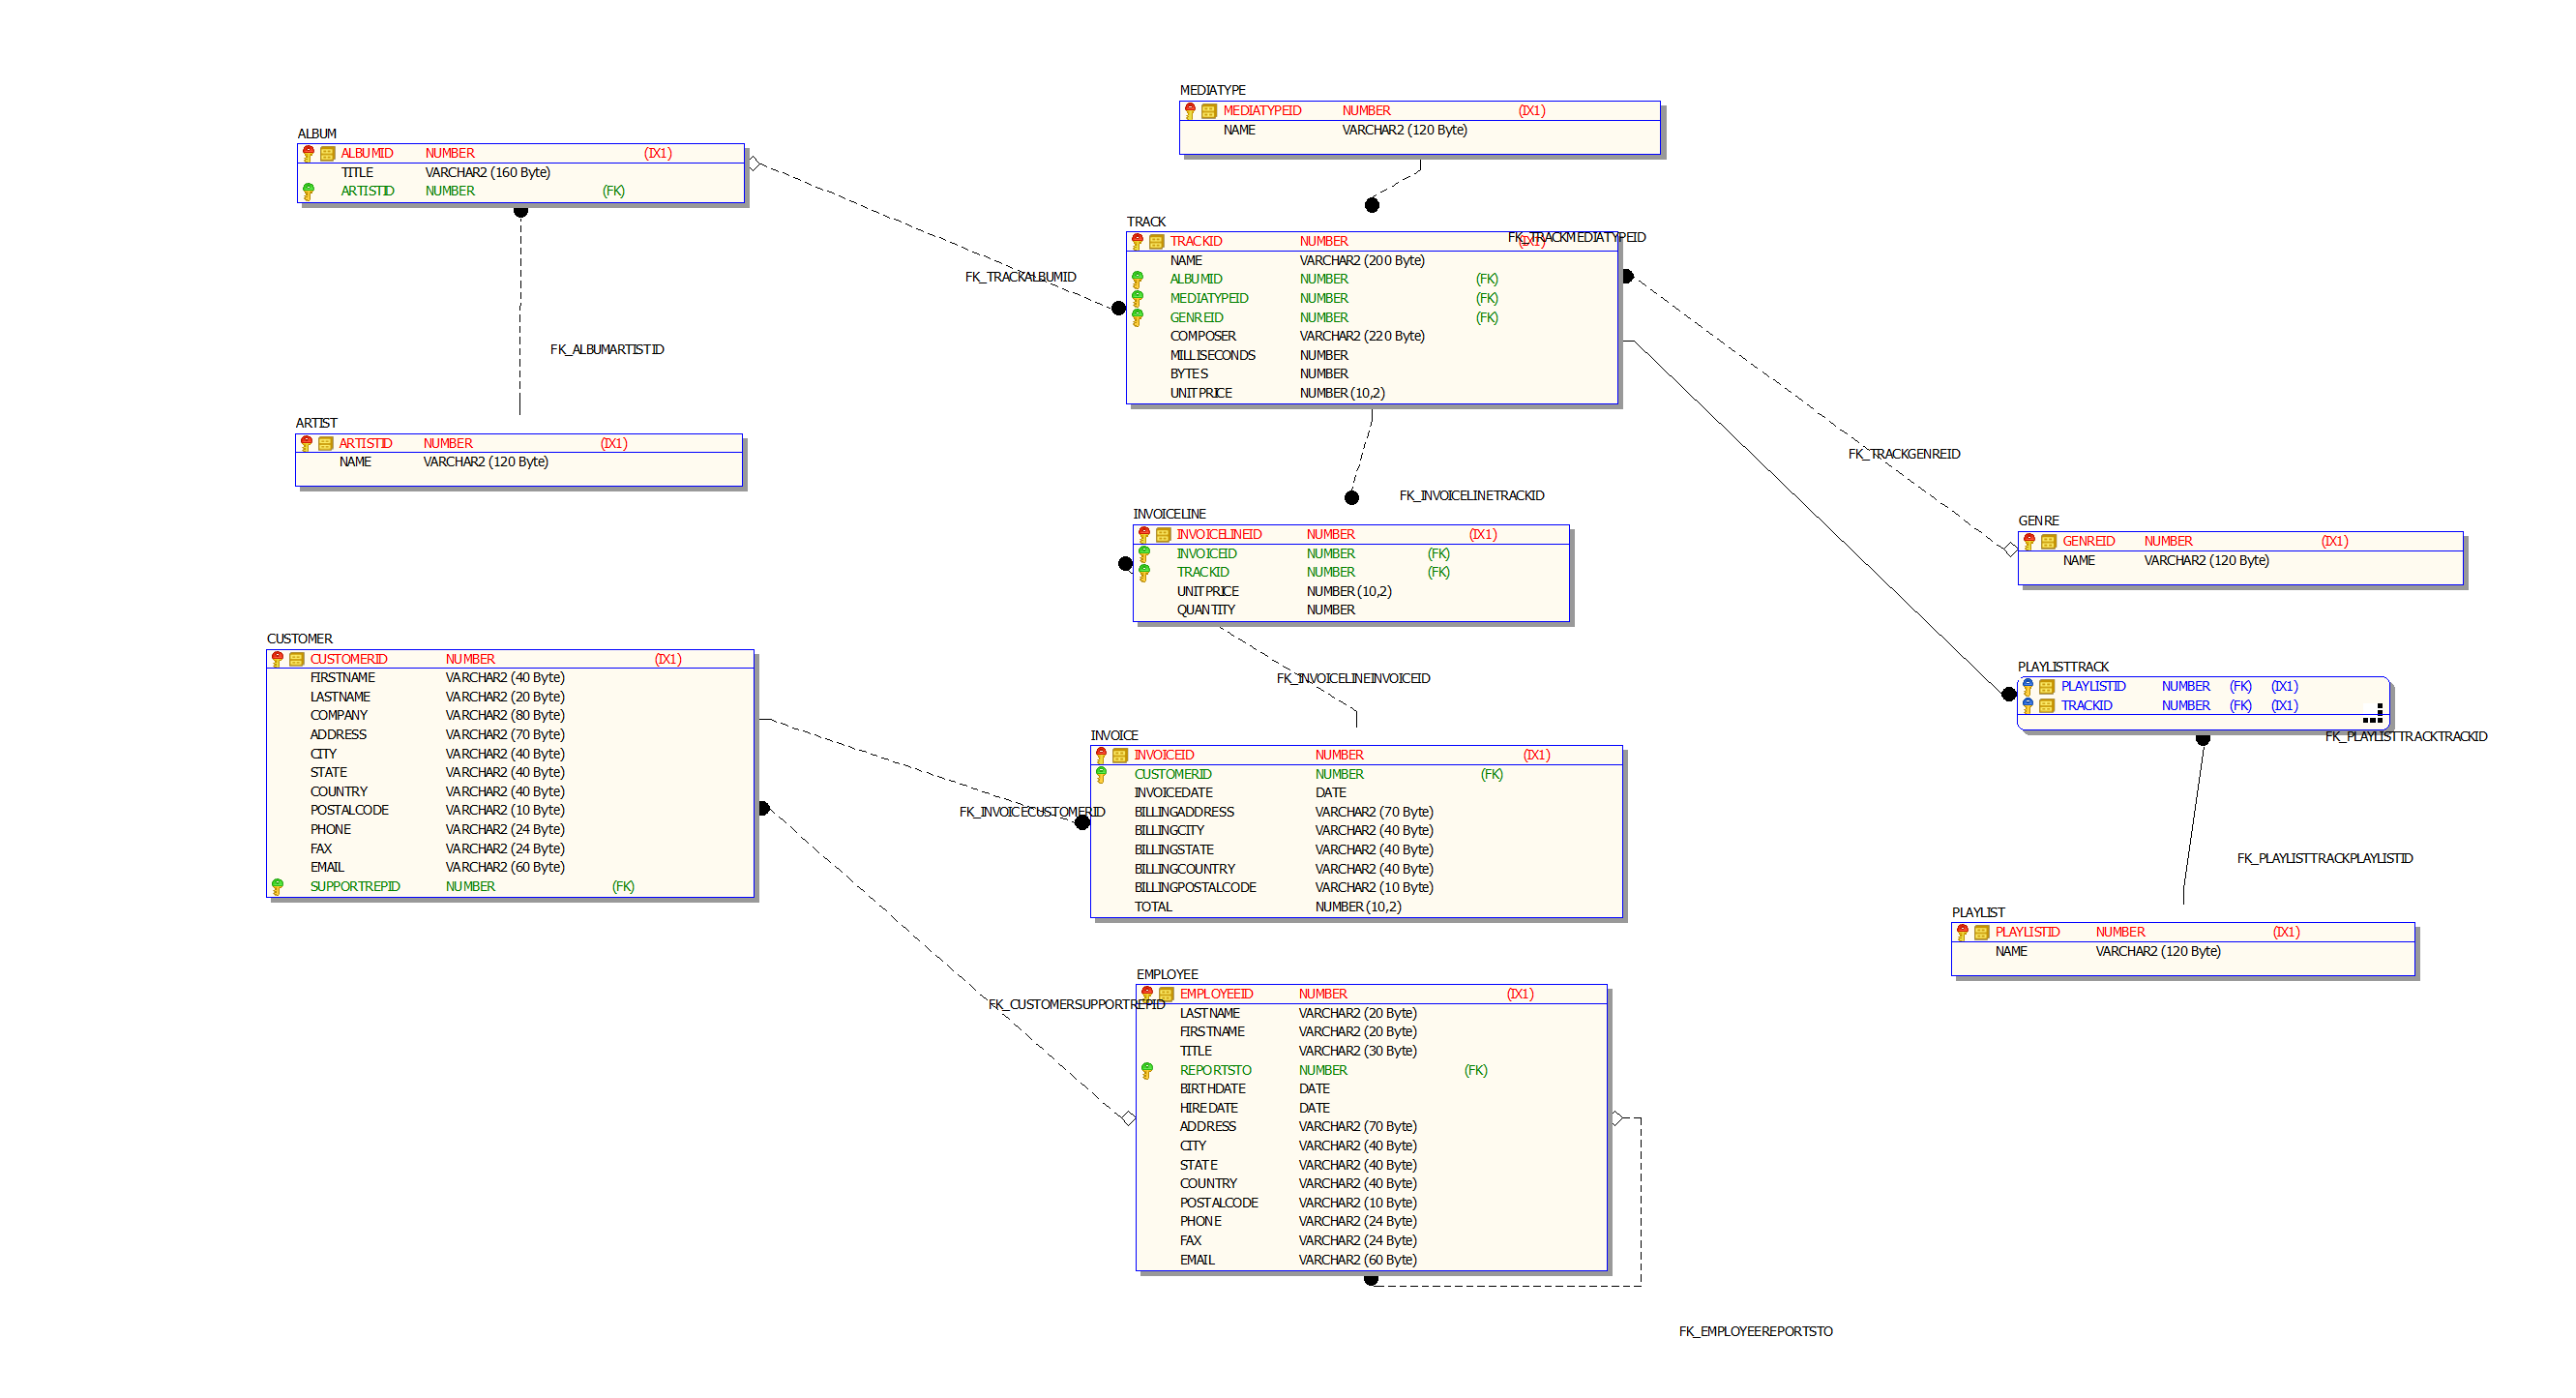 MEDIATYPE
MEDIATYPEID NUMBER (IX1)
NAME VARCHAR2 (120 Byte)
ALBUM
ALBUMID NUMBER (IX1)
TITLE VARCHAR2 (160 Byte)
ARTISTID NUMBER (FK)
TRACK
TRACKID NUMBER (IX1)
FK_TRACKMEDIATYPEID
NAME VARCHAR2 (200 Byte)
ALBUMID NUMBER (FK)
MEDIATYPEID NUMBER (FK)
GENREID NUMBER (FK)
COMPOSER VARCHAR2 (220 Byte)
MILLISECONDS NUMBER
BYTES NUMBER
UNITPRICE NUMBER (10,2)
FK_TRACKALBUMID
FK_ALBUMARTISTID
ARTIST
ARTISTID NUMBER (IX1)
NAME VARCHAR2 (120 Byte)
FK_TRACKGENREID
FK_INVOICELINETRACKID
INVOICELINE
INVOICELINEID NUMBER (IX1)
INVOICEID NUMBER (FK)
TRACKID NUMBER (FK)
UNITPRICE NUMBER (10,2)
QUANTITY NUMBER
GENRE
GENREID NUMBER (IX1)
NAME VARCHAR2 (120 Byte)
CUSTOMER
CUSTOMERID NUMBER (IX1)
FIRSTNAME VARCHAR2 (40 Byte)
LASTNAME VARCHAR2 (20 Byte)
COMPANY VARCHAR2 (80 Byte)
ADDRESS VARCHAR2 (70 Byte)
CITY VARCHAR2 (40 Byte)
STATE VARCHAR2 (40 Byte)
COUNTRY VARCHAR2 (40 Byte)
POSTALCODE VARCHAR2 (10 Byte)
PHONE VARCHAR2 (24 Byte)
FAX VARCHAR2 (24 Byte)
EMAIL VARCHAR2 (60 Byte)
SUPPORTREPID NUMBER (FK)
FK_INVOICELINEINVOICEID
PLAYLISTTRACK
PLAYLISTID NUMBER (FK) (IX1)
TRACKID NUMBER (FK) (IX1)
FK_PLAYLISTTRACKTRACKID
INVOICE
INVOICEID NUMBER (IX1)
CUSTOMERID NUMBER (FK)
INVOICEDATE DATE
BILLINGADDRESS VARCHAR2 (70 Byte)
BILLINGCITY VARCHAR2 (40 Byte)
BILLINGSTATE VARCHAR2 (40 Byte)
BILLINGCOUNTRY VARCHAR2 (40 Byte)
BILLINGPOSTALCODE VARCHAR2 (10 Byte)
TOTAL NUMBER (10,2)
FK_INVOICECUSTOMERID
FK_PLAYLISTTRACKPLAYLISTID
PLAYLIST
PLAYLISTID NUMBER (IX1)
NAME VARCHAR2 (120 Byte)
EMPLOYEE
EMPLOYEEID NUMBER (IX1)
FK_CUSTOMERSUPPORTREPID
LASTNAME VARCHAR2 (20 Byte)
FIRSTNAME VARCHAR2 (20 Byte)
TITLE VARCHAR2 (30 Byte)
REPORTSTO NUMBER (FK)
BIRTHDATE DATE
HIREDATE DATE
ADDRESS VARCHAR2 (70 Byte)
CITY VARCHAR2 (40 Byte)
STATE VARCHAR2 (40 Byte)
COUNTRY VARCHAR2 (40 Byte)
POSTALCODE VARCHAR2 (10 Byte)
PHONE VARCHAR2 (24 Byte)
FAX VARCHAR2 (24 Byte)
EMAIL VARCHAR2 (60 Byte)
FK_EMPLOYEEREPORTSTO